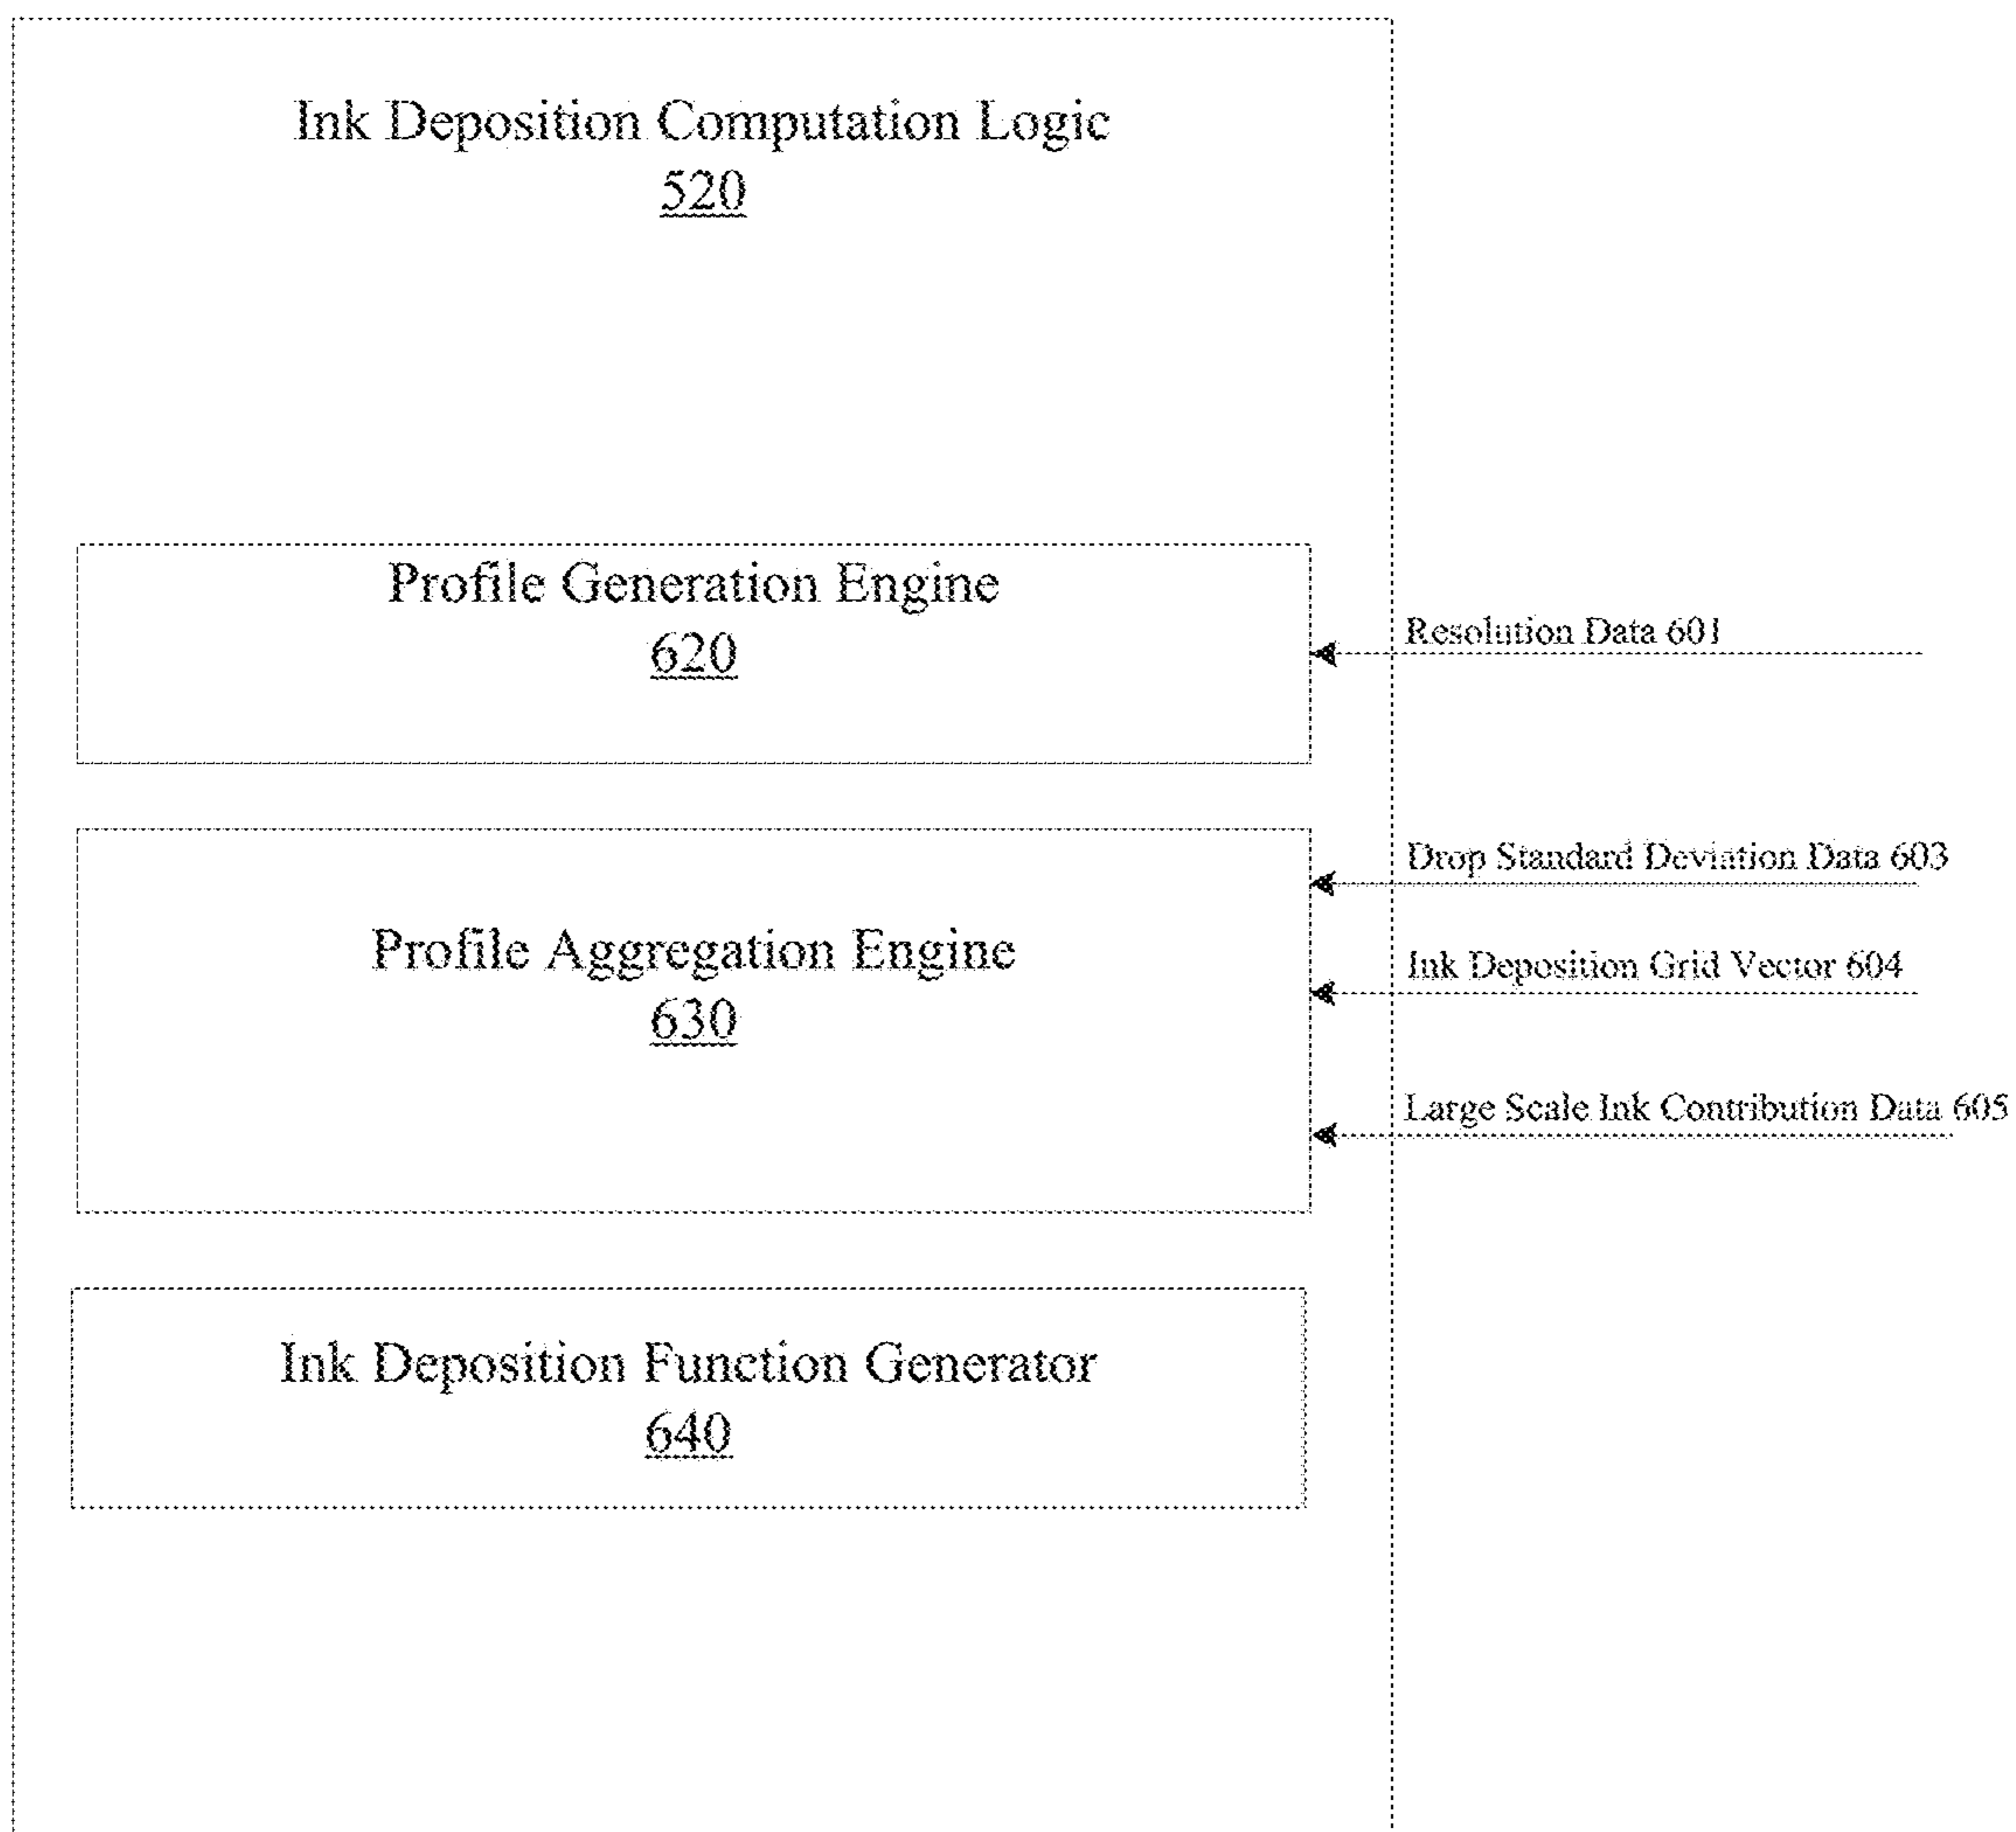 Ink Deposition Computation Logic
520
Profile Generation Engine
620
Resolution Data 601
Drop Standard Deviation Data 603
Profile Aggregation Engine
630
Ink Deposition Grid Vector 604
Large Scale Ink Contribution Data 605
Ink Deposition Function Generator
640